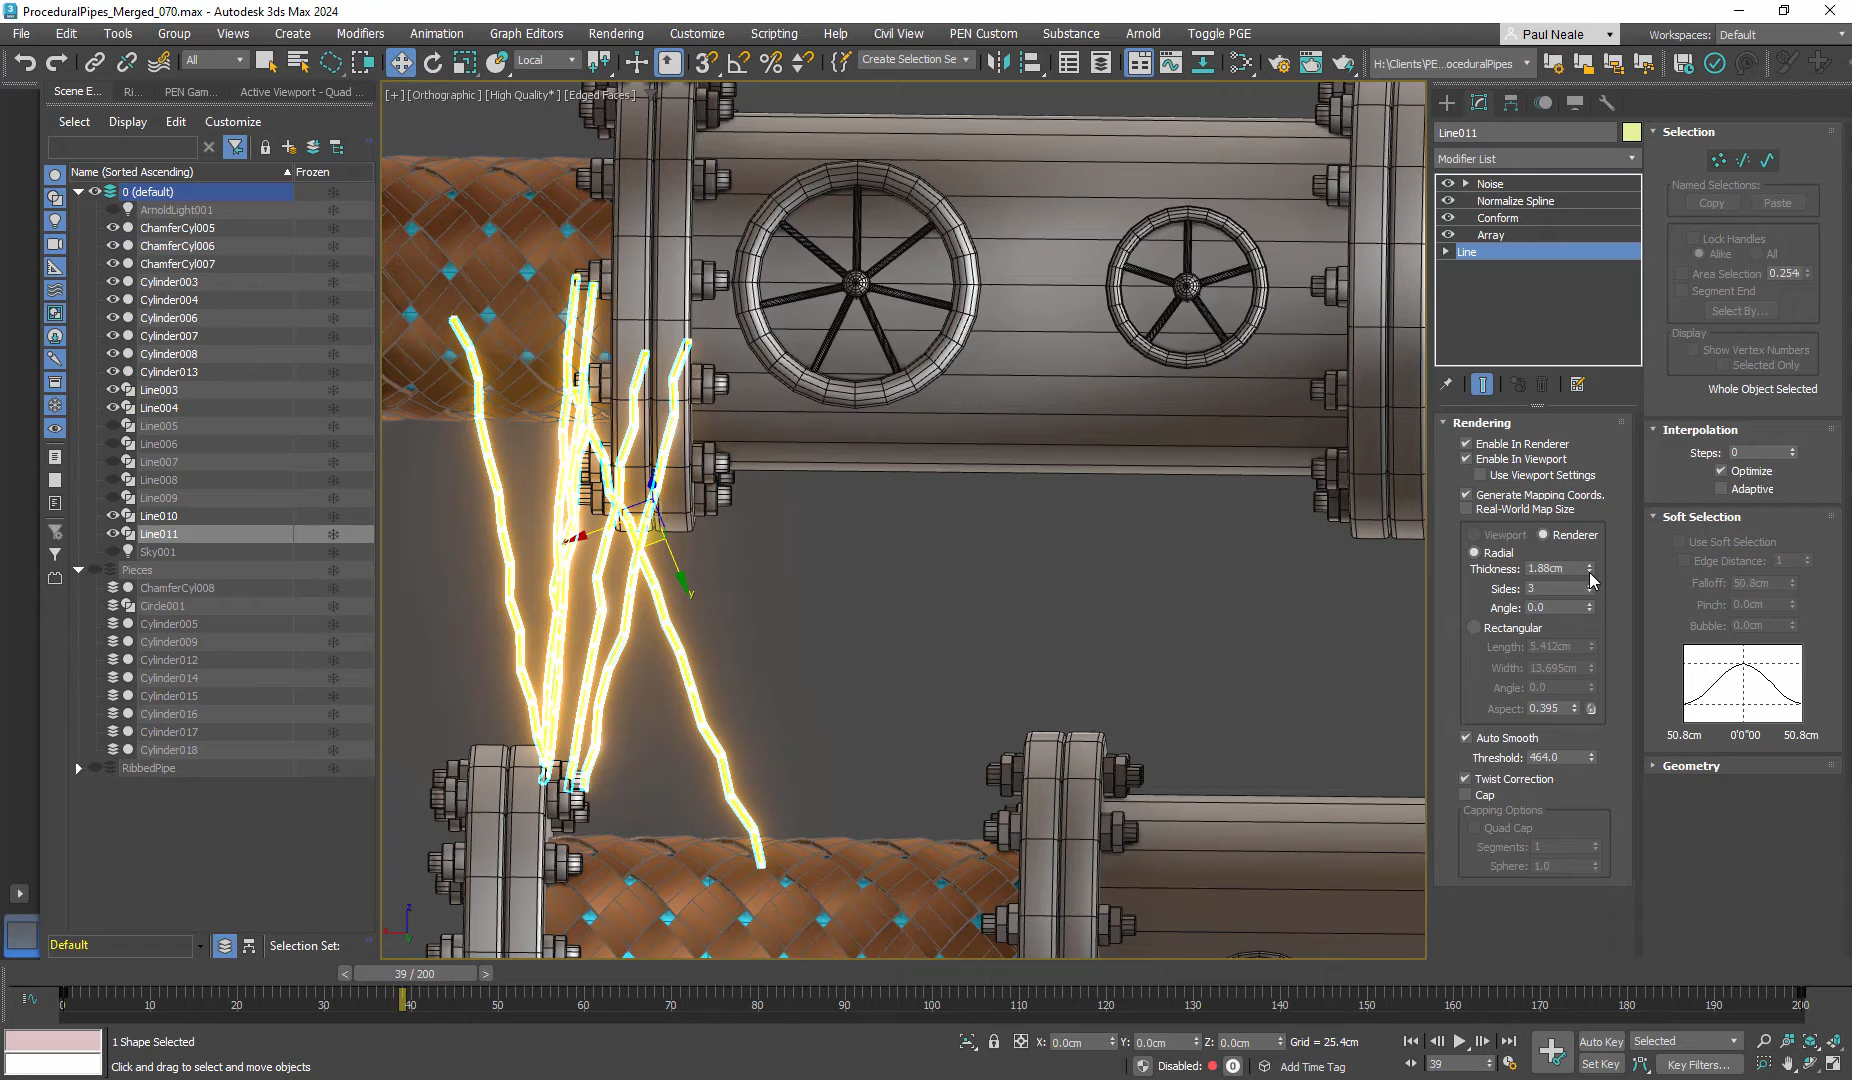 ProceduralPipes_Merged_070.max - Autodesk 3ds Max 2024
File Edit Tools Group Views Create Modifiers Animation Graph Editors Rendering Customize Scripting Help Civil View PEN Custom Substance Arnold Toggle PGE
Paul Neale
Workspaces: Default
All
Local
Create Selection Se
H:\Clients\PE...oceduralPipes
Scene E... Ri... PEN Gam... Active Viewport - Quad ...
Select Display Edit Customize
Name (Sorted Ascending) Frozen
0 (default)
ArnoldLight001
ChamferCyl005
ChamferCyl006
ChamferCyl007
Cylinder003
Cylinder004
Cylinder006
Cylinder007
Cylinder008
Cylinder013
Line003
Line004
Line005
Line006
Line007
Line008
Line009
Line010
Line011
Sky001
Pieces
ChamferCyl008
Circle001
Cylinder005
Cylinder009
Cylinder012
Cylinder014
Cylinder015
Cylinder016
Cylinder017
Cylinder018
RibbedPipe
Default
Selection Set:
[+] [Orthographic] [High Quality*] [Edged Faces]
y
z
Line011
Modifier List
Noise
Normalize Spline
Conform
Array
Line
Rendering
Enable In Renderer
Enable In Viewport
Use Viewport Settings
Generate Mapping Coords.
Real-World Map Size
Viewport Renderer
Radial
Thickness: 1.88cm
Sides: 3
Angle: 0.0
Rectangular
Length: 5.412cm
Width: 13.695cm
Angle: 0.0
Aspect: 0.395
Auto Smooth
Threshold: 464.0
Twist Correction
Cap
Capping Options
Quad Cap
Segments: 1
Sphere: 1.0
Selection
Named Selections:
Copy Paste
Lock Handles
Alike All
Area Selection 0.254
Segment End
Select By...
Display
Show Vertex Numbers
Selected Only
Whole Object Selected
Interpolation
Steps: 0
Optimize
Adaptive
Soft Selection
Use Soft Selection
Edge Distance: 1
Falloff: 50.8cm
Pinch: 0.0cm
Bubble: 0.0cm
50.8cm 0'0"00 50.8cm
Geometry
< 39 / 200 >
0 10 20 30 40 50 60 70 80 90 100 110 120 130 140 150 160 170 180 190 200
1 Shape Selected
Click and drag to select and move objects
X: 0.0cm Y: 0.0cm Z: 0.0cm Grid = 25.4cm
Disabled: 0 Add Time Tag
39
Auto Key Selected
Set Key Key Filters...